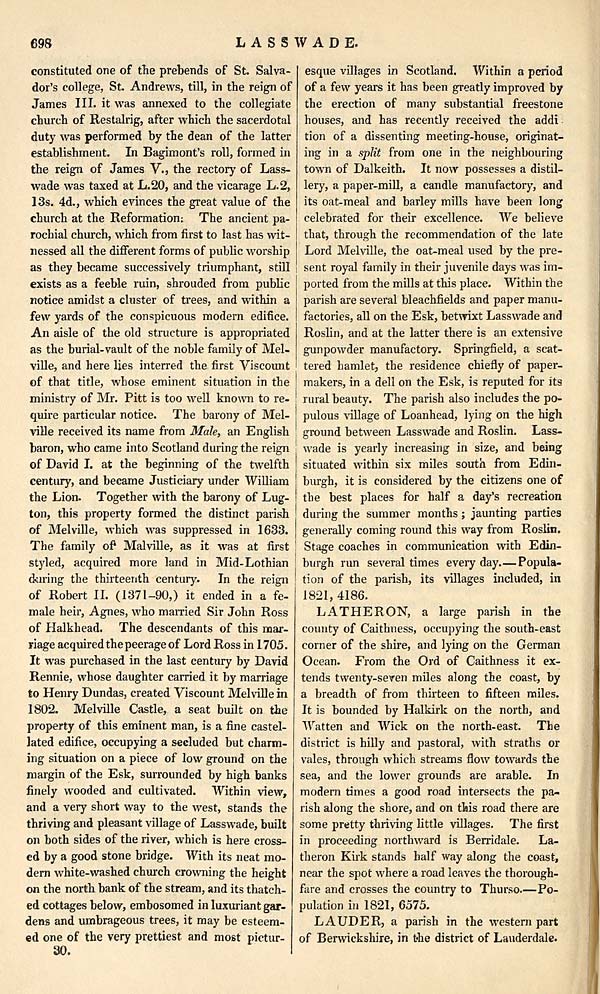 698
LASSWADE.
constituted one of the prebends of St. Salva-
dor's college, St. Andrews, till, in the reign of
James III. it was annexed to the collegiate
church of Restalrig, after which the sacerdotal
duty was performed by the dean of the latter
establishment. In Bagimont's roll, formed in
the reign of James V., the rectory of Lass-
wade was taxed at L.20, and the vicarage L.2,
13s. 4d., which evinces the great value of the
church at the Reformation: The ancient pa-
rochial church, which from first to last has wit-
nessed all the different forms of public worship
as they became successively triumphant, still
exists as a feeble ruin, shrouded from public
notice amidst a cluster of trees, and within a
few yards of the conspicuous modern edifice.
An aisle of the old structure is appropriated
as the burial-vault of the noble family of Mel-
ville, and here lies interred the first Viscount
of that title, whose eminent situation in the
ministry of Mr. Pitt is too well known to re-
quire particular notice. The barony of Mel-
ville received its name from Male, an English
baron, who came into Scotland during the reign
of David I. at the beginning of the twelfth
century, and became Justiciary under William
the Lion. Together with the barony of Lug-
ton, this property formed the distinct parish
of Melville, which was suppressed in 1633.
The family of Malville, as it was at first
styled, acquired more land in Mid-Lothian
during the thirteenth century. In the reign
of Robert II. (1371-90,) it ended in a fe-
male heir, Agnes, who married Sir John Ross
of Halkhead. The descendants of this mar-
riage acquired the peerage of Lord Ross in 1705.
It was purchased in the last century by David
Rennie, whose daughter carried it by marriage
to Henry Dundas, created Viscount Melville in
1802. Melville Castle, a seat built on the
property of this eminent man, is a fine castel-
lated edifice, occupying a secluded but charm-
ing situation on a piece of low ground on the
margin of the Esk, surrounded by high banks
finely wooded and cultivated. Within view,
and a very short way to the west, stands the
thriving and pleasant village of Lasswade, built
on both sides of the river, which is here cross-
ed by a good stone bridge. With its neat mo-
dern white-washed church crowning the height
on the north bank of the stream, and its thatch-
ed cottages below, embosomed in luxuriant gar-
dens and umbrageous trees, it may be esteem-
ed one of the very prettiest and most pictur-
30.
esque villages in Scotland. Within a period
of a few years it has been greatly improved by
the erection of many substantial freestone
houses, and has recently received the addi
tion of a dissenting meeting-house, originat-
ing in a split from one in the neighbouring
town of Dalkeith. It now possesses a distil-
lery, a paper-mill, a candle manufactory, and
its oat-meal and barley mills have been long
celebrated for their excellence. We believe
that, through the recommendation of the late
Lord Melville, the oat-meal used by the pre-
sent royal family in their juvenile days was im-
ported from the mills at this place. Within the
parish are several bleachfields and paper manu-
factories, all on the Esk, betwixt Lasswade and
Roslin, and at the latter there is an extensive
gunpowder manufactory. Springfield, a scat-
tered hamlet, the residence chiefly of paper-
makers, in a dell on the Esk, is reputed for its
rural beauty. The parish also includes the po-
pulous village of Loanhead, lying on the high
ground between Lasswade and Roslin. Lass-
wade is yearly increasing in size, and being
situated within six miles south from Edin-
burgh, it is considered by the citizens one of
the best places for half a day's recreation
during the summer months; jaunting parties
generally coming round this way from Roslin.
Stage coaches in communication with Edin-
burgh run several times every day.—Popula-
tion of the parish, its villages included, in
1821, 4186.
LATHERON, a large parish in the
county of Caithness, occupying the south-east
corner of the shire, and lying on the German
Ocean. From the Ord of Caithness it ex-
tends twenty-seven miles along the coast, by
a breadth of from thirteen to fifteen miles.
It is bounded by Halkirk on the north, and
Watten and Wick on the north-east. The
district is hilly and pastoral, with straths or
vales, through which streams flow towards the
sea, and the lower grounds are arable. In
modern times a good road intersects the pa-
rish along the shore, and on this road there are
some pretty thriving little villages. The first
in proceeding northward is Berridale. La-
theron Kirk stands half way along the coast,
near the spot where a road leaves the thorough-
fare and crosses the country to Thurso.—Po-
pulation in 1821, 6575.
LAUDER, a parish in the western part
of Berwickshire, in the district of Lauderdale.